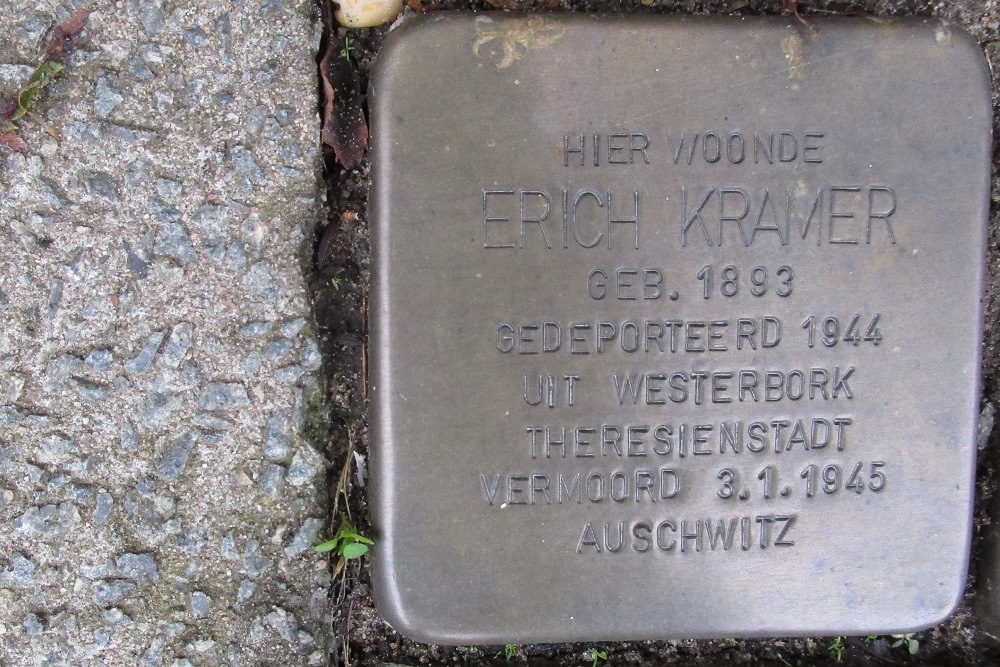 HIER WOONDE
ERICH KRAMER
GEB. 1893
GEDEPORTEERD 1944
UIT WESTERBORK
THERESIENSTADT
VERMOORD 3.1.1945
AUSCHWITZ